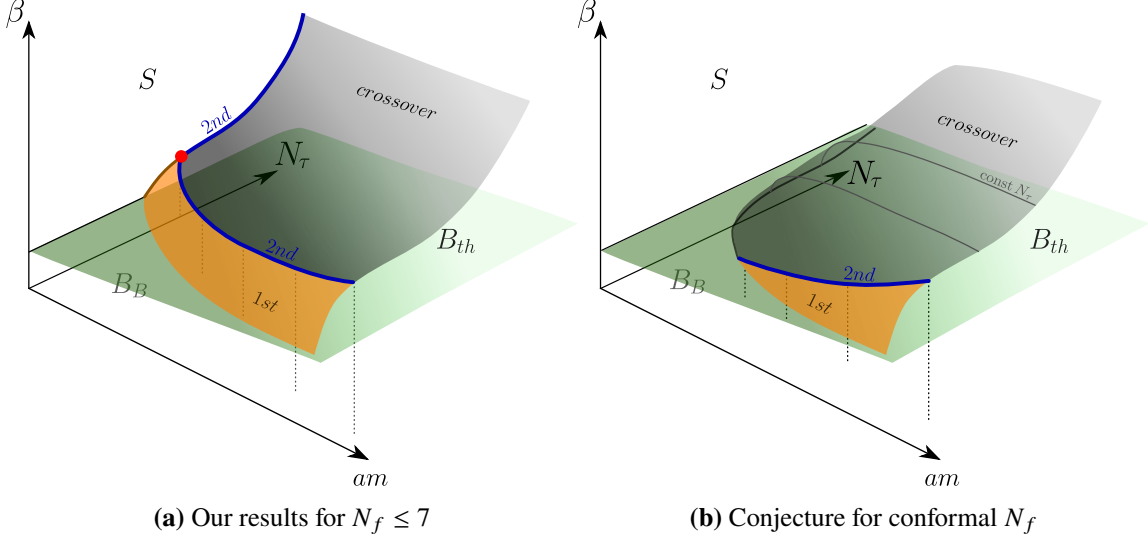 β
S
crossover
2nd
N_τ
2nd
B_th
B_B
1st
am
(a) Our results for N_f ≤ 7
β
S
crossover
const N_τ
N_τ
B_th
B_B
2nd
1st
am
(b) Conjecture for conformal N_f